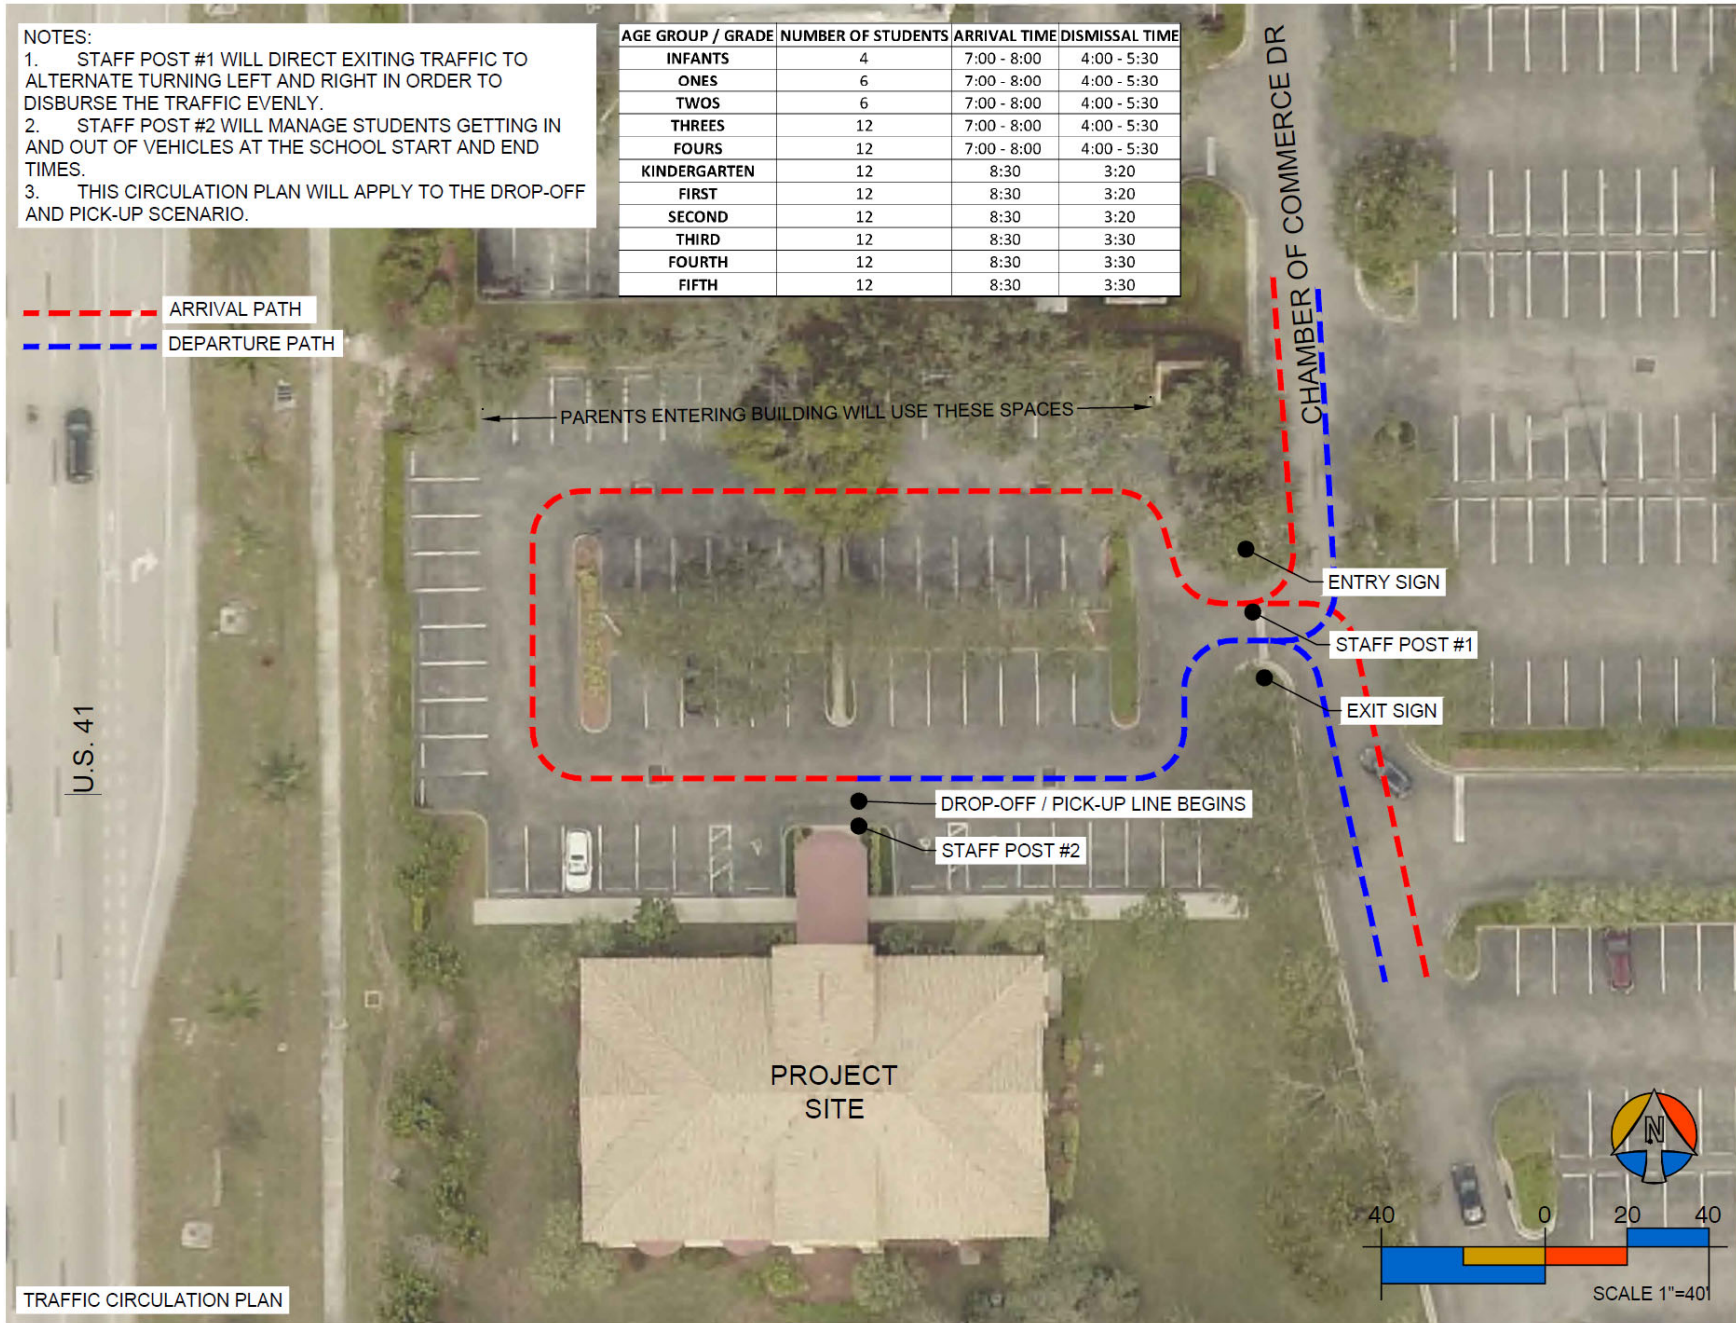 NOTES:
1. STAFF POST #1 WILL DIRECT EXITING TRAFFIC TO
ALTERNATE TURNING LEFT AND RIGHT IN ORDER TO
DISBURSE THE TRAFFIC EVENLY.
2. STAFF POST #2 WILL MANAGE STUDENTS GETTING IN
AND OUT OF VEHICLES AT THE SCHOOL START AND END
TIMES.
3. THIS CIRCULATION PLAN WILL APPLY TO THE DROP-OFF
AND PICK-UP SCENARIO.
AGE GROUP / GRADE NUMBER OF STUDENTS ARRIVAL TIME DISMISSAL TIME
INFANTS 4 7:00 - 8:00 4:00 - 5:30
ONES 6 7:00 - 8:00 4:00 - 5:30
TWOS 6 7:00 - 8:00 4:00 - 5:30
THREES 12 7:00 - 8:00 4:00 - 5:30
FOURS 12 7:00 - 8:00 4:00 - 5:30
KINDERGARTEN 12 8:30 3:20
FIRST 12 8:30 3:20
SECOND 12 8:30 3:20
THIRD 12 8:30 3:30
FOURTH 12 8:30 3:30
FIFTH 12 8:30 3:30
CHAMBER OF COMMERCE DR
ARRIVAL PATH
DEPARTURE PATH
PARENTS ENTERING BUILDING WILL USE THESE SPACES
ENTRY SIGN
STAFF POST #1
EXIT SIGN
U.S. 41
DROP-OFF / PICK-UP LINE BEGINS
STAFF POST #2
PROJECT
SITE
N
40 0 20 40
SCALE 1"=40'
TRAFFIC CIRCULATION PLAN